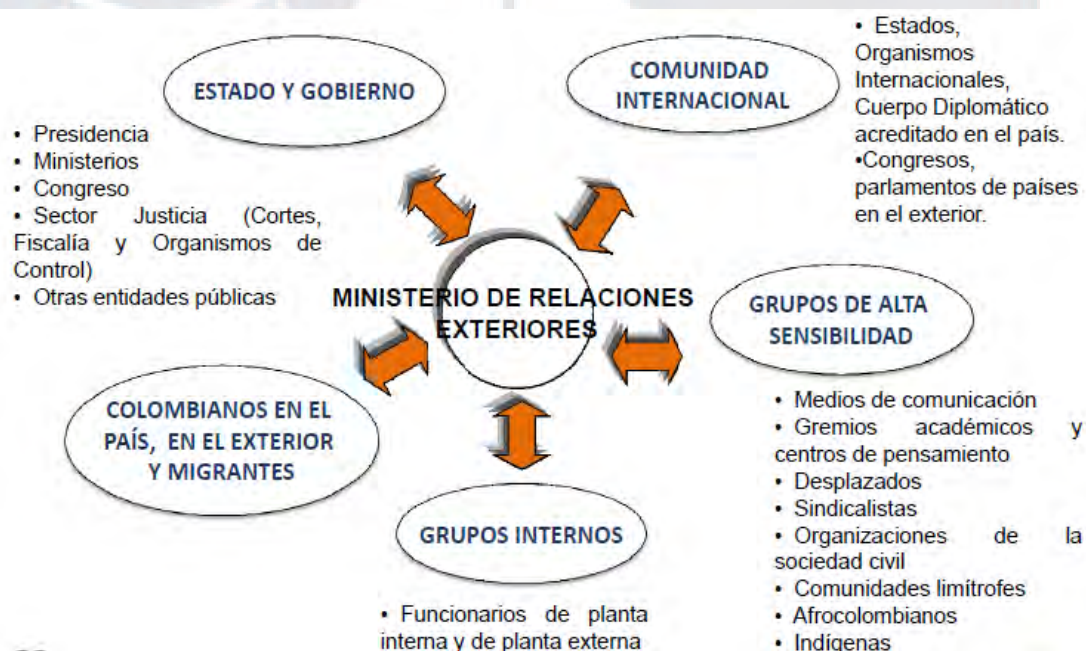 ESTADO Y GOBIERNO
• Presidencia
• Ministerios
• Congreso
• Sector Justicia (Cortes,
Fiscalía y Organismos de
Control)
• Otras entidades públicas
COMUNIDAD
INTERNACIONAL
• Estados,
Organismos
Internacionales,
Cuerpo Diplomático
acreditado en el país.
•Congresos,
parlamentos de países
en el exterior.
MINISTERIO DE RELACIONES
EXTERIORES
GRUPOS DE ALTA
SENSIBILIDAD
• Medios de comunicación
• Gremios académicos y
centros de pensamiento
• Desplazados
• Sindicalistas
• Organizaciones de la
sociedad civil
• Comunidades limítrofes
• Afrocolombianos
• Indígenas
COLOMBIANOS EN EL
PAÍS, EN EL EXTERIOR
Y MIGRANTES
GRUPOS INTERNOS
• Funcionarios de planta
interna y de planta externa